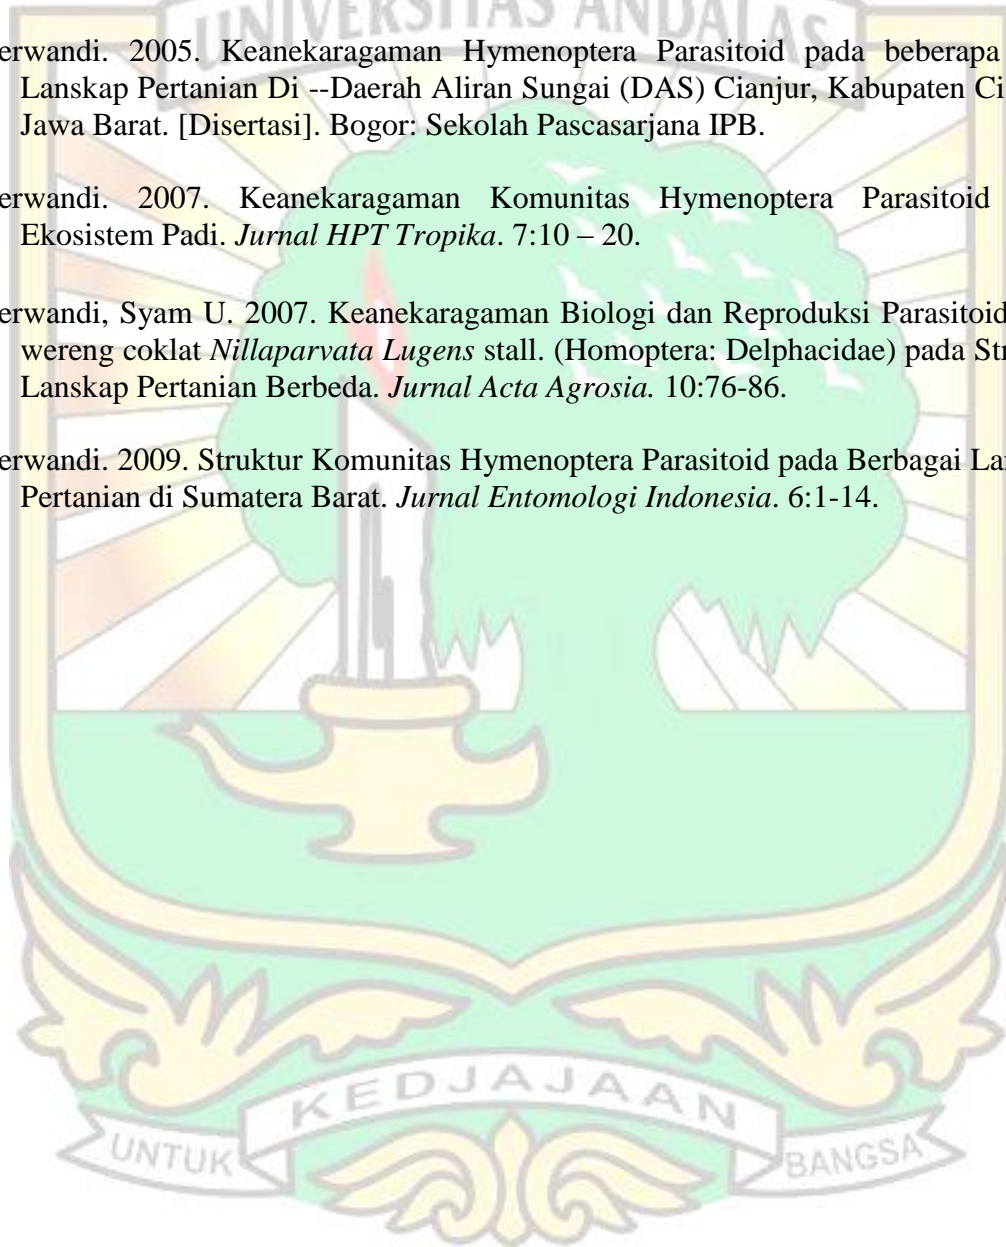 UNIVERSITAS ANDALAS
erwandi. 2005. Keanekaragaman Hymenoptera Parasitoid pada beberapa
Lanskap Pertanian Di --Daerah Aliran Sungai (DAS) Cianjur, Kabupaten Ci
Jawa Barat. [Disertasi]. Bogor: Sekolah Pascasarjana IPB.
erwandi. 2007. Keanekaragaman Komunitas Hymenoptera Parasitoid
Ekosistem Padi. Jurnal HPT Tropika. 7:10 – 20.
erwandi, Syam U. 2007. Keanekaragaman Biologi dan Reproduksi Parasitoid
wereng coklat Nillaparvata Lugens stall. (Homoptera: Delphacidae) pada Str
Lanskap Pertanian Berbeda. Jurnal Acta Agrosia. 10:76-86.
erwandi. 2009. Struktur Komunitas Hymenoptera Parasitoid pada Berbagai Lan
Pertanian di Sumatera Barat. Jurnal Entomologi Indonesia. 6:1-14.
KEDJAJAAN
UNTUK BANGSA